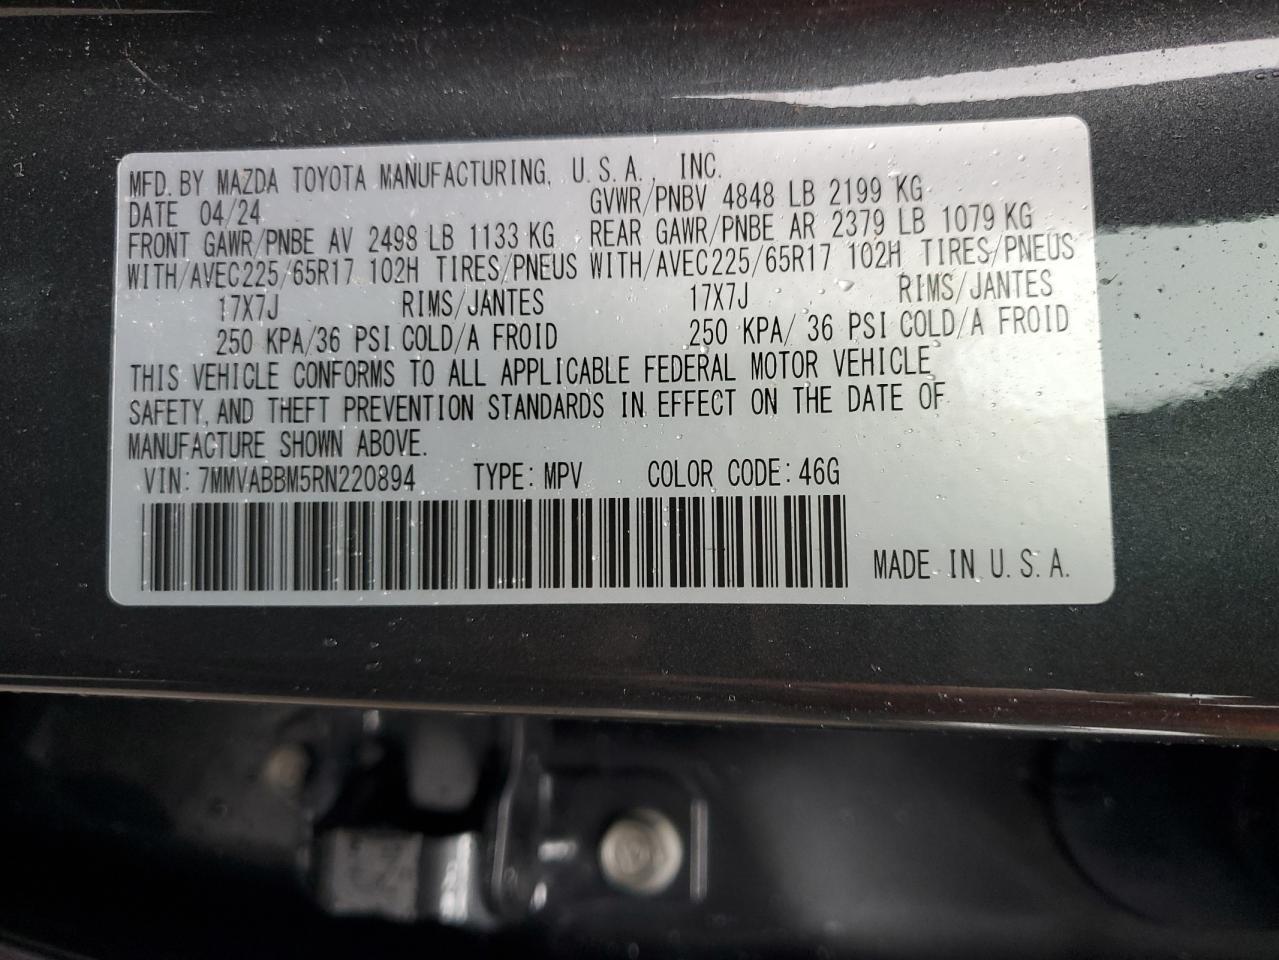 MFD. BY MAZDA TOYOTA MANUFACTURING, U.S.A., INC.
DATE 04/24 GVWR/PNBV 4848 LB 2199 KG
FRONT GAWR/PNBE AV 2498 LB 1133 KG REAR GAWR/PNBE AR 2379 LB 1079 KG
WITH/AVEC225/65R17 102H TIRES/PNEUS WITH/AVEC225/65R17 102H TIRES/PNEUS
17X7J RIMS/JANTES 17X7J RIMS/JANTES
250 KPA/36 PSI COLD/A FROID 250 KPA/ 36 PSI COLD/A FROID
THIS VEHICLE CONFORMS TO ALL APPLICABLE FEDERAL MOTOR VEHICLE
SAFETY, AND THEFT PREVENTION STANDARDS IN EFFECT ON THE DATE OF
MANUFACTURE SHOWN ABOVE.
VIN: 7MMVABBM5RN220894 TYPE: MPV COLOR CODE: 46G
MADE IN U.S.A.